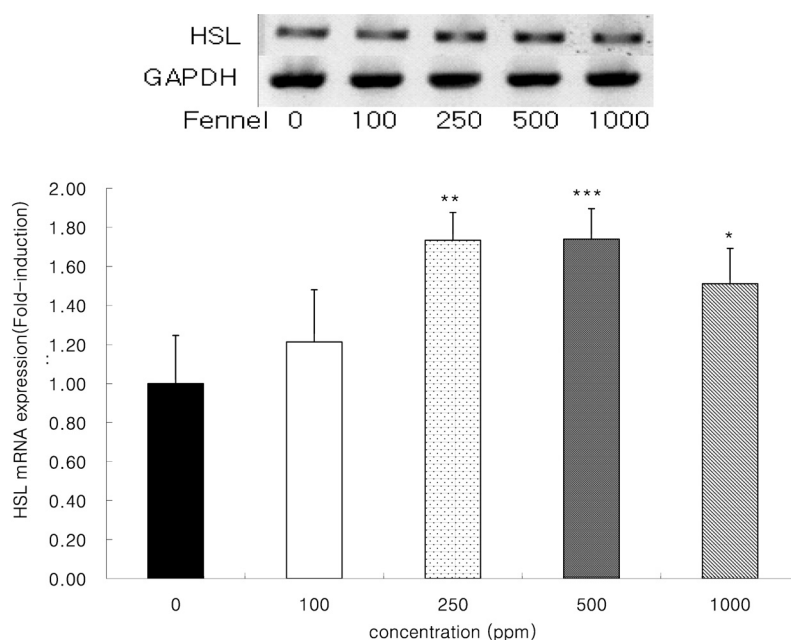 HSL
GAPDH
Fennel 0 100 250 500 1000
HSL mRNA expression(Fold-induction)
2.00
1.80
1.60
1.40
1.20
1.00
0.80
0.60
0.40
0.20
0.00
**
***
*
0 100 250 500 1000
concentration (ppm)